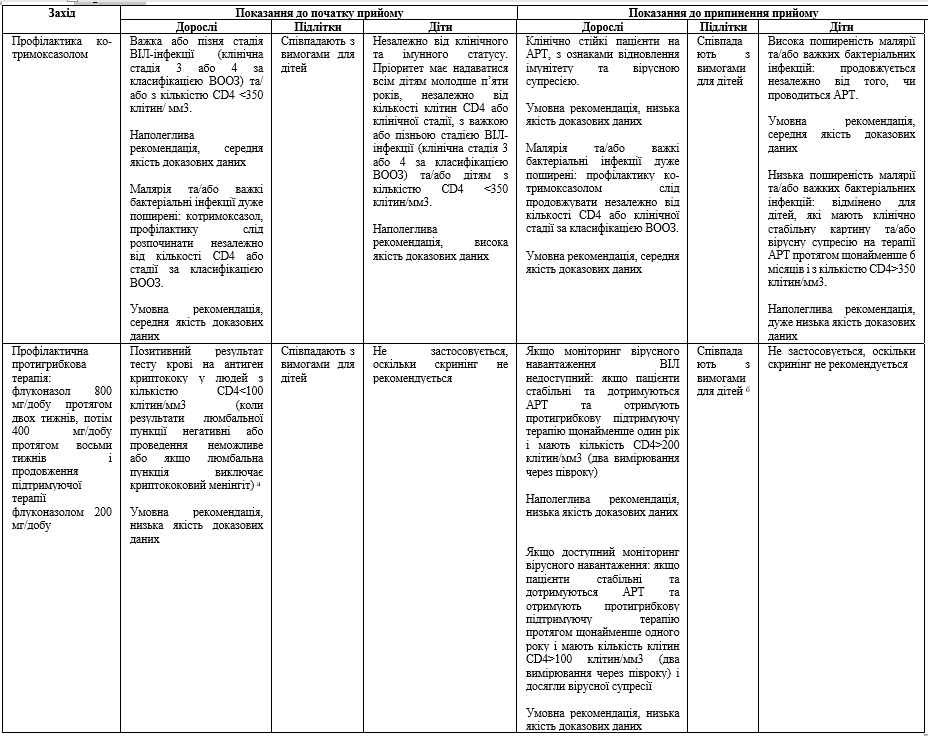 Захід
Показання до початку прийому
Показання до припинення прийому
Дорослі
Підлітки
Діти
Дорослі
Підлітки
Діти
Профілактика ко-
тримоксазолом
Важка або пізня стадія
ВІЛ-інфекції (клінічна
стадія 3 або 4 за
класифікацією ВООЗ) та/
або з кількістю CD4 <350
клітин/ мм3.
Наполеглива
рекомендація, середня
якість доказових даних
Малярія та/або важкі
бактеріальні інфекції дуже
поширені: котримоксазол,
профілактику слід
розпочинати незалежно
від кількості CD4 або
стадії за класифікацією
ВООЗ.
Умовна рекомендація,
середня якість доказових
даних
Співпадають з
вимогами для
дітей
Незалежно від клінічного
та імунного статусу.
Пріоритет має надаватися
всім дітям молодше п’яти
років, незалежно від
кількості клітин CD4 або
клінічної стадії, з важкою
або пізньою стадією ВІЛ-
інфекції (клінічна стадія 3
або 4 за класифікацією
ВООЗ) та/або дітям з
кількістю CD4 <350
клітин/мм3.
Наполеглива
рекомендація, висока
якість доказових даних
Клінічно стійкі пацієнти на
АРТ, з ознаками відновлення
імунітету та вірусною
супресією.
Умовна рекомендація, низька
якість доказових даних
Малярія та/або важкі
бактеріальні інфекції дуже
поширені: профілактику ко-
тримоксазолом слід
продовжувати незалежно від
кількості CD4 або клінічної
стадії за класифікацією ВООЗ.
Умовна рекомендація, середня
якість доказових даних
Співпада
ють з
вимогами
для дітей
Висока поширеність малярії
та/або важких бактеріальних
інфекцій: продовжується
незалежно від того, чи
проводиться АРТ.
Умовна рекомендація,
середня якість доказових
даних
Низька поширеність малярії
та/або важких бактеріальних
інфекцій: відмінено для
дітей, які мають клінічно
стабільну картину та/або
вірусну супресію на терапії
АРТ протягом щонайменше 6
місяців і з кількістю CD4>350
клітин/мм3.
Наполеглива рекомендація,
дуже низька якість доказових
даних
Профілактична
протигрибкова
терапія:
флуконазол 800
мг/добу протягом
двох тижнів, потім
400 мг/добу
протягом восьми
тижнів і
продовження
підтримуючої
терапії
флуконазолом 200
мг/добу
Позитивний результат
тесту крові на антиген
криптококу у людей з
кількістю CD4<100
клітин/мм3 (коли
результати люмбальної
пункції негативні або
проведення неможливе
або якщо люмбальна
пункція виключає
криптококовий менінгіт) а
Умовна рекомендація,
низька якість доказових
даних
Співпадають з
вимогами для
дітей
Не застосовується,
оскільки скринінг не
рекомендується
Якщо моніторинг вірусного
навантаження ВІЛ
недоступний: якщо пацієнти
стабільні та дотримуються
АРТ та отримують
протигрибкову підтримуючу
терапію щонайменше один рік
і мають кількість CD4>200
клітин/мм3 (два вимірювання
через півроку)
Наполеглива рекомендація,
низька якість доказових даних
Якщо доступний моніторинг
вірусного навантаження: якщо
пацієнти стабільні та
дотримуються АРТ та
отримують протигрибкову
підтримуючу терапію
протягом щонайменше одного
року і мають кількість клітин
CD4>100 клітин/мм3 (два
вимірювання через півроку) і
досягли вірусної супресії
Умовна рекомендація, низька
якість доказових даних
Співпада
ють з
вимогами
для дітей б
Не застосовується, оскільки
скринінг не рекомендується